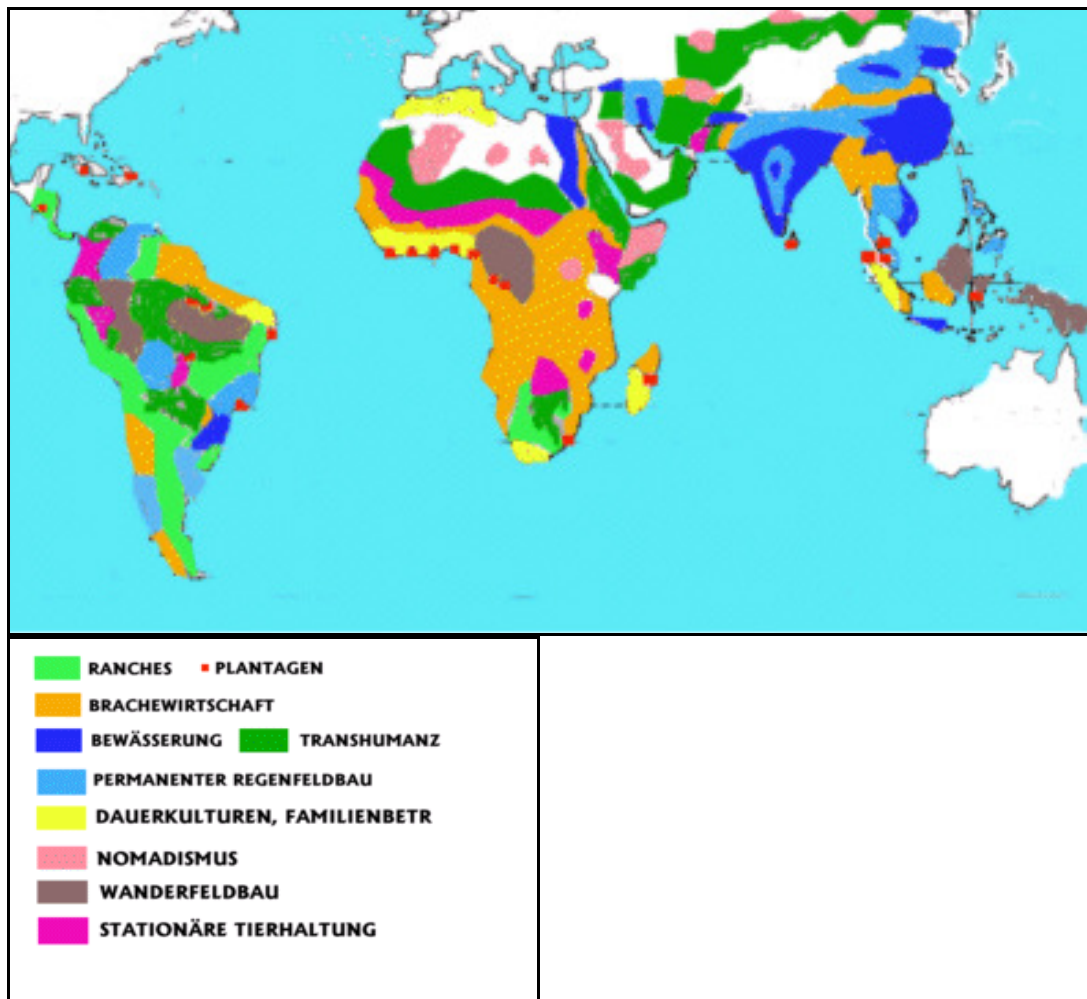 RANCHES PLANTAGEN
BRACHEWIRTSCHAFT
BEWÄSSERUNG TRANSHUMANZ
PERMANENTER REGENFELDBAU
DAUERKULTUREN, FAMILIENBETR
NOMADISMUS
WANDERFELDBAU
STATIONÄRE TIERHALTUNG